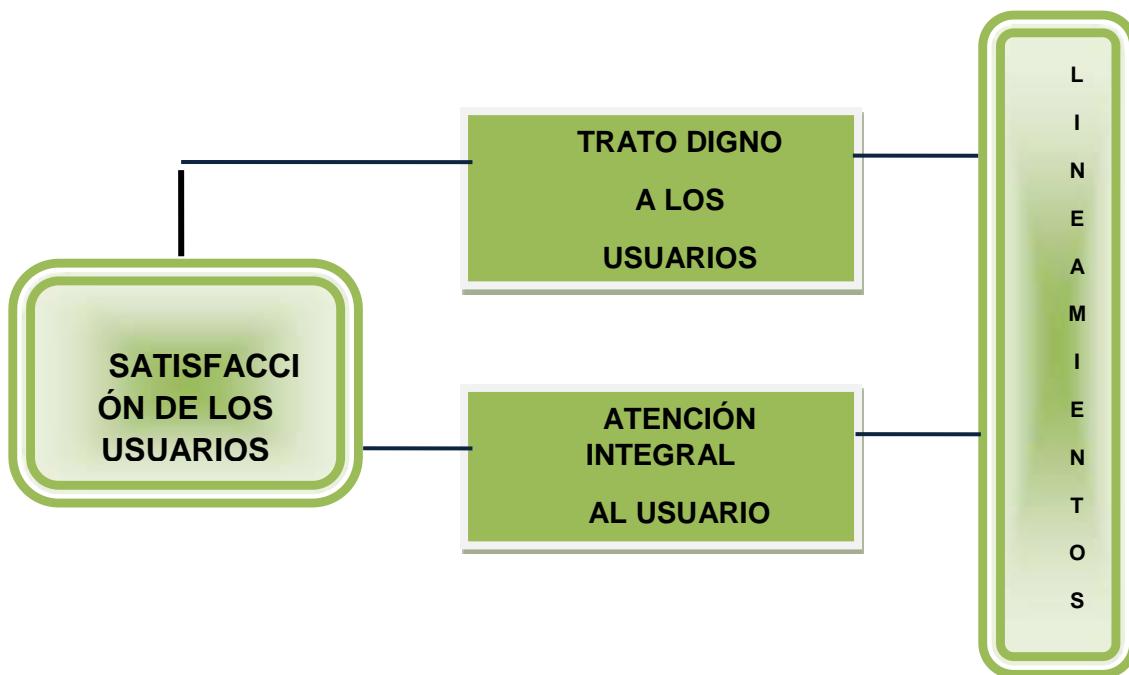 TRATO DIGNO
A LOS
USUARIOS
SATISFACCI
ÓN DE LOS
USUARIOS
ATENCIÓN
INTEGRAL
AL USUARIO
L
I
N
E
A
M
I
E
N
T
O
S